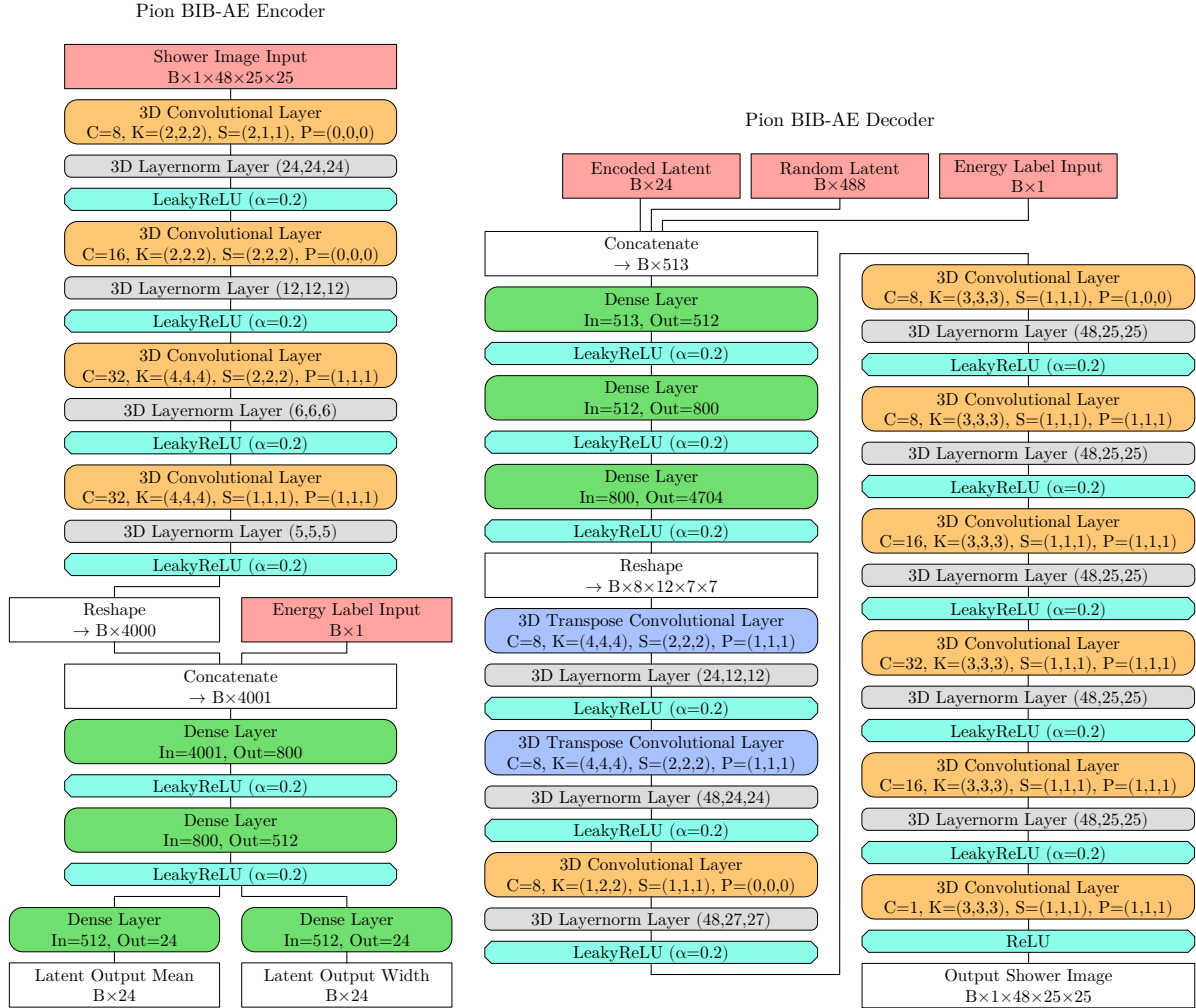 Pion BIB-AE Encoder
Shower Image Input
B×1×48×25×25
3D Convolutional Layer
C=8, K=(2,2,2), S=(2,1,1), P=(0,0,0)
3D Layernorm Layer (24,24,24)
LeakyReLU (α=0.2)
3D Convolutional Layer
C=16, K=(2,2,2), S=(2,2,2), P=(0,0,0)
3D Layernorm Layer (12,12,12)
LeakyReLU (α=0.2)
3D Convolutional Layer
C=32, K=(4,4,4), S=(2,2,2), P=(1,1,1)
3D Layernorm Layer (6,6,6)
LeakyReLU (α=0.2)
3D Convolutional Layer
C=32, K=(4,4,4), S=(1,1,1), P=(1,1,1)
3D Layernorm Layer (5,5,5)
LeakyReLU (α=0.2)
Reshape
→ B×4000
Energy Label Input
B×1
Concatenate
→ B×4001
Dense Layer
In=4001, Out=800
LeakyReLU (α=0.2)
Dense Layer
In=800, Out=512
LeakyReLU (α=0.2)
Dense Layer
In=512, Out=24
Dense Layer
In=512, Out=24
Latent Output Mean
B×24
Latent Output Width
B×24
Pion BIB-AE Decoder
Encoded Latent
B×24
Random Latent
B×488
Energy Label Input
B×1
Concatenate
→ B×513
Dense Layer
In=513, Out=512
LeakyReLU (α=0.2)
Dense Layer
In=512, Out=800
LeakyReLU (α=0.2)
Dense Layer
In=800, Out=4704
LeakyReLU (α=0.2)
Reshape
→ B×8×12×7×7
3D Transpose Convolutional Layer
C=8, K=(4,4,4), S=(2,2,2), P=(1,1,1)
3D Layernorm Layer (24,12,12)
LeakyReLU (α=0.2)
3D Transpose Convolutional Layer
C=8, K=(4,4,4), S=(2,2,2), P=(1,1,1)
3D Layernorm Layer (48,24,24)
LeakyReLU (α=0.2)
3D Convolutional Layer
C=8, K=(1,2,2), S=(1,1,1), P=(0,0,0)
3D Layernorm Layer (48,27,27)
LeakyReLU (α=0.2)
3D Convolutional Layer
C=8, K=(3,3,3), S=(1,1,1), P=(1,0,0)
3D Layernorm Layer (48,25,25)
LeakyReLU (α=0.2)
3D Convolutional Layer
C=8, K=(3,3,3), S=(1,1,1), P=(1,1,1)
3D Layernorm Layer (48,25,25)
LeakyReLU (α=0.2)
3D Convolutional Layer
C=16, K=(3,3,3), S=(1,1,1), P=(1,1,1)
3D Layernorm Layer (48,25,25)
LeakyReLU (α=0.2)
3D Convolutional Layer
C=32, K=(3,3,3), S=(1,1,1), P=(1,1,1)
3D Layernorm Layer (48,25,25)
LeakyReLU (α=0.2)
3D Convolutional Layer
C=16, K=(3,3,3), S=(1,1,1), P=(1,1,1)
3D Layernorm Layer (48,25,25)
LeakyReLU (α=0.2)
3D Convolutional Layer
C=1, K=(3,3,3), S=(1,1,1), P=(1,1,1)
ReLU
Output Shower Image
B×1×48×25×25